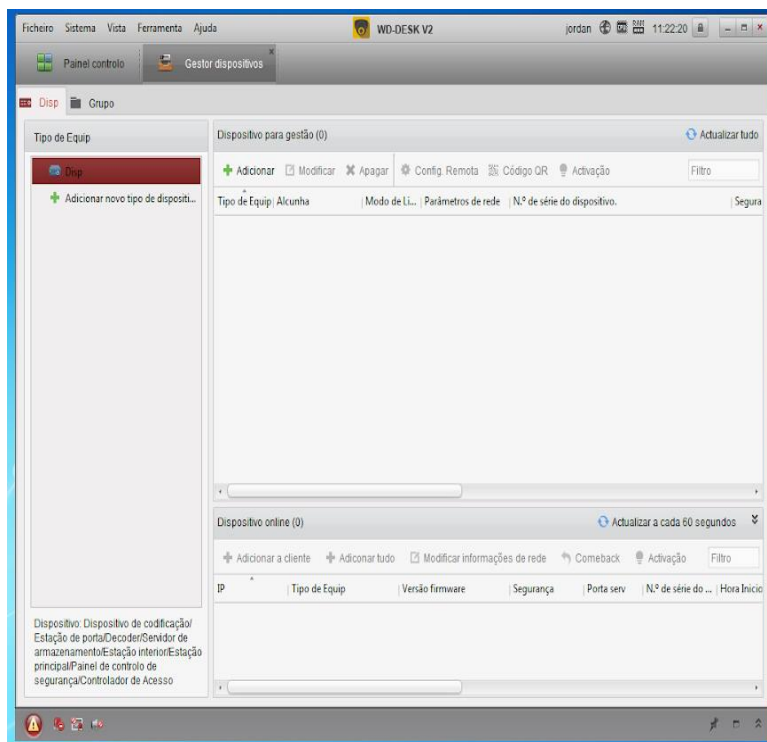 Ficheiro Sistema Vista Ferramenta Ajuda WD-DESK V2 jordan 11:22:20
Painel controlo Gestor dispositivos
Disp Grupo
Tipo de Equip
Disp
Adicionar novo tipo de dispositi...
Dispositivo: Dispositivo de codificação/
Estação de porta/Decoder/Servidor de
armazenamento/Estação interior/Estação
principal/Painel de controlo de
segurança/Controlador de Acesso
Dispositivo para gestão (0) Actualizar tudo
Adicionar Modificar Apagar Config. Remota Código QR Activação Filtro
Tipo de Equip Alcunha Modo de Li... Parâmetros de rede N.º de série do dispositivo. Segura
Dispositivo online (0) Actualizar a cada 60 segundos
Adicionar a cliente Adiconar tudo Modificar informações de rede Comeback Activação Filtro
IP Tipo de Equip Versão firmware Segurança Porta serv N.º de série do ... Hora Inicio